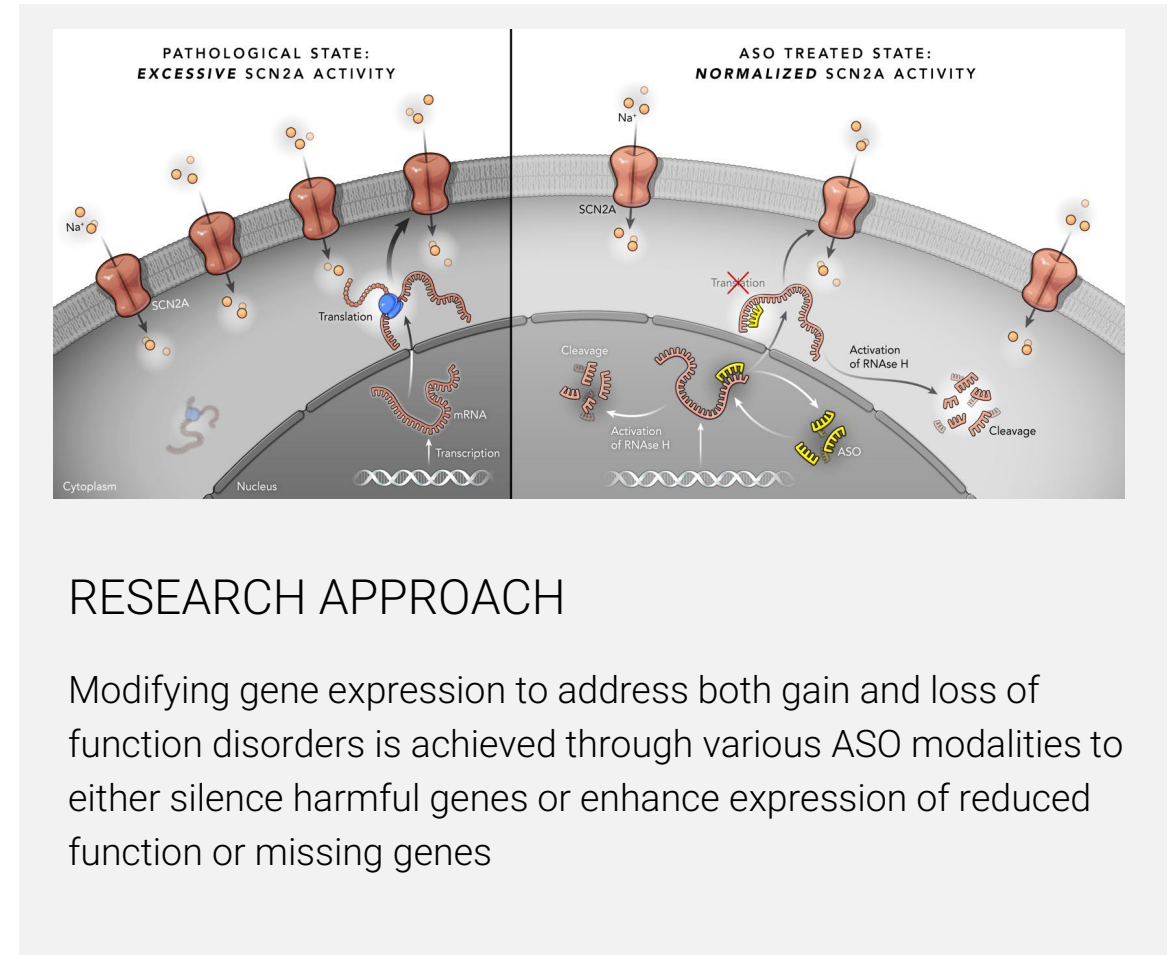 PATHOLOGICAL STATE:
EXCESSIVE SCN2A ACTIVITY
ASO TREATED STATE:
NORMALIZED SCN2A ACTIVITY
Na⁺
SCN2A
Translation
mRNA
Transcription
Cytoplasm
Nucleus
Na⁺
SCN2A
Translation
Cleavage
Activation
of RNAse H
Activation
of RNAse H
ASO
Cleavage
RESEARCH APPROACH
Modifying gene expression to address both gain and loss of
function disorders is achieved through various ASO modalities to
either silence harmful genes or enhance expression of reduced
function or missing genes